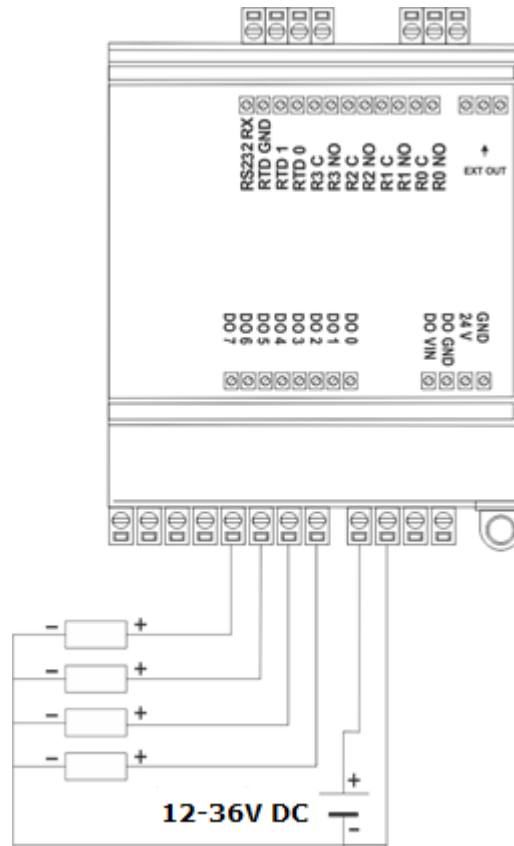 RS232 RX
RTD GND
RTD 1
RTD 0
R3 C
R3 NO
R2 C
R2 NO
R1 C
R1 NO
R0 C
R0 NO
EXT OUT
DO 7
DO 6
DO 5
DO 4
DO 3
DO 2
DO 1
DO 0
DO VIN
DO GND
24 V
GND
- +
- +
- +
- +
+
12-36V DC
-